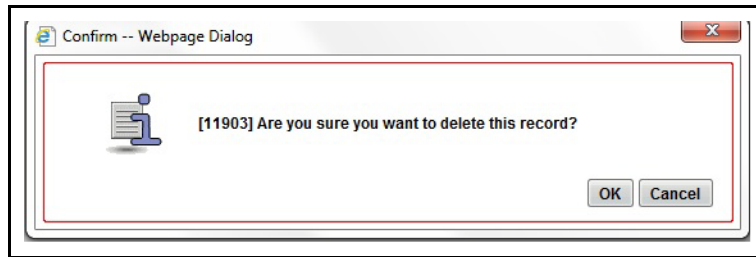 Confirm -- Webpage Dialog
[11903] Are you sure you want to delete this record?
OK Cancel